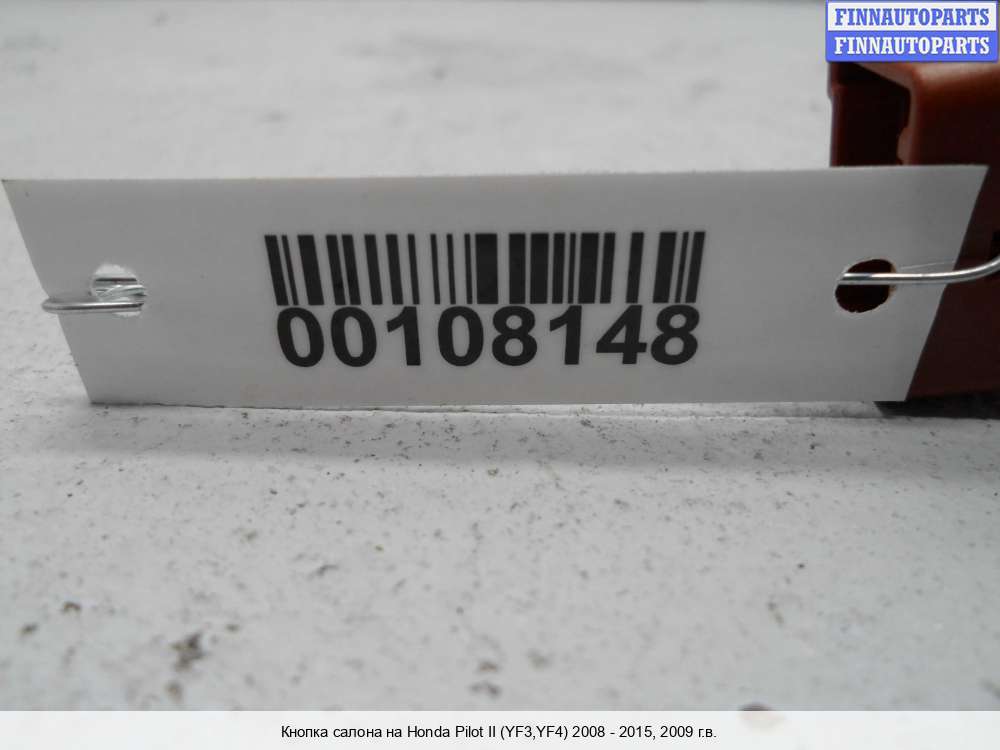 FINNAUTOPARTS
FINNAUTOPARTS
00108148
Кнопка салона на Honda Pilot II (YF3,YF4) 2008 - 2015, 2009 г.в.